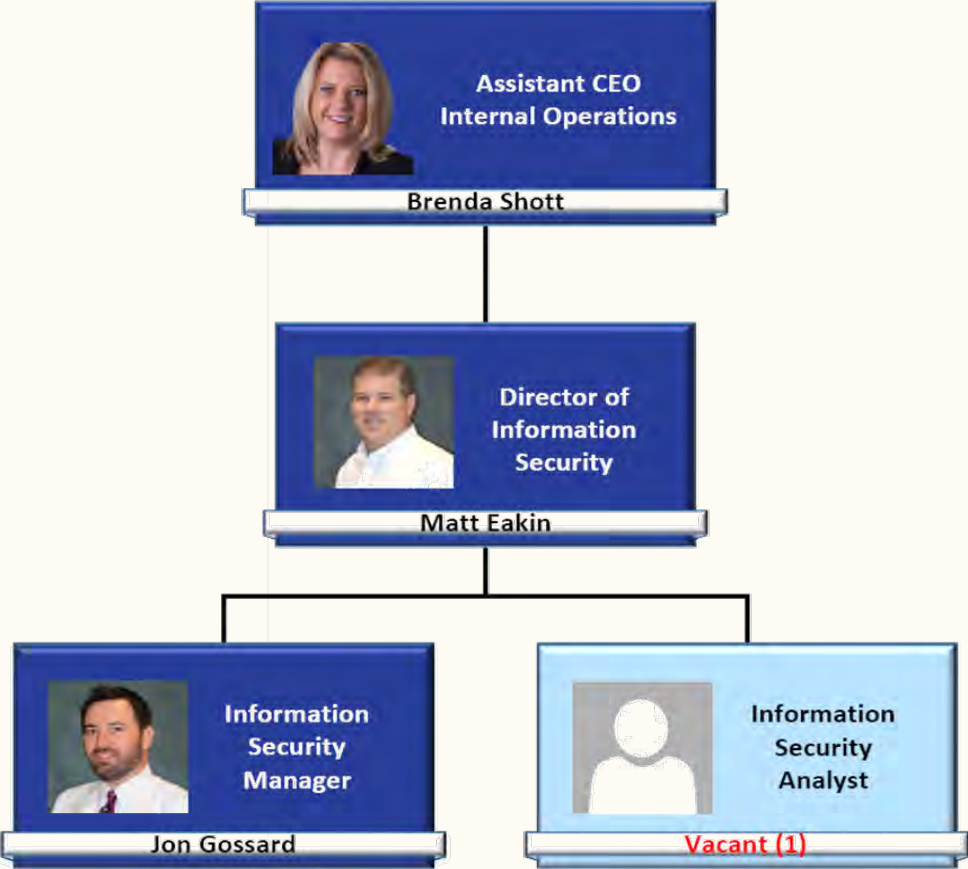 Assistant CEO
Internal Operations
Brenda Shott
Director of
Information
Security
Matt Eakin
Information
Security
Manager
Jon Gossard
Information
Security
Analyst
Vacant (1)